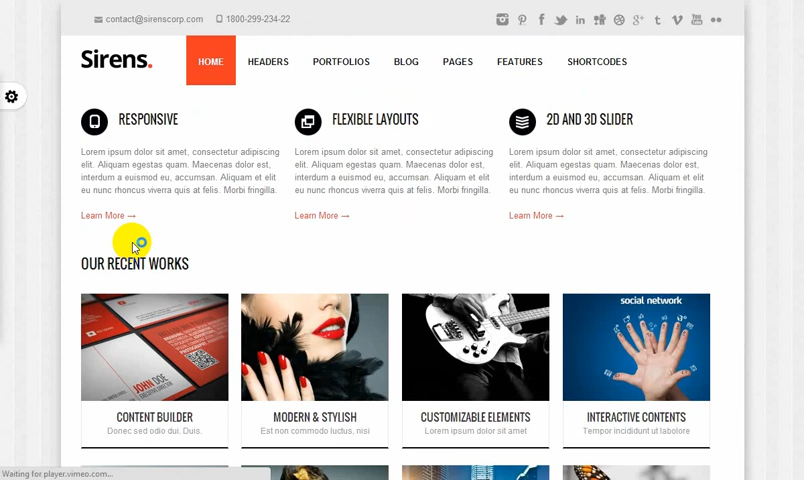 contact@sirenscorp.com 1800-299-234-22
Sirens.
HOME HEADERS PORTFOLIOS BLOG PAGES FEATURES SHORTCODES
RESPONSIVE
Lorem ipsum dolor sit amet, consectetur adipiscing
elit. Aliquam egestas quam. Maecenas dolor est,
interdum a euismod eu, accumsan. Aliquam et elit
eu nunc rhoncus viverra quis at felis. Morbi fringilla.
Learn More →
FLEXIBLE LAYOUTS
Lorem ipsum dolor sit amet, consectetur adipiscing
elit. Aliquam egestas quam. Maecenas dolor est,
interdum a euismod eu, accumsan. Aliquam et elit
eu nunc rhoncus viverra quis at felis. Morbi fringilla.
Learn More →
2D AND 3D SLIDER
Lorem ipsum dolor sit amet, consectetur adipiscing
elit. Aliquam egestas quam. Maecenas dolor est,
interdum a euismod eu, accumsan. Aliquam et elit
eu nunc rhoncus viverra quis at felis. Morbi fringilla.
Learn More →
OUR RECENT WORKS
JOHN DOE
social network
CONTENT BUILDER
Donec sed odio dui. Duis.
MODERN & STYLISH
Est non commodo luctus, nisi
CUSTOMIZABLE ELEMENTS
Lorem ipsum dolor sit amet
INTERACTIVE CONTENTS
Tempor incididunt ut labolore
Waiting for player.vimeo.com...